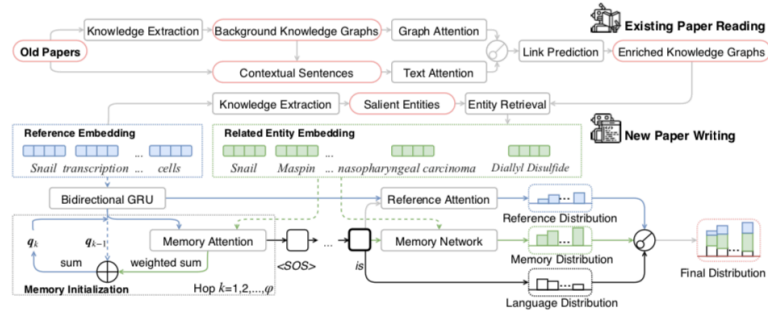 Existing Paper Reading
Old Papers
Knowledge Extraction
Background Knowledge Graphs
Graph Attention
Contextual Sentences
Text Attention
Link Prediction
Enriched Knowledge Graphs
Knowledge Extraction
Salient Entities
Entity Retrieval
New Paper Writing
Reference Embedding
Snail transcription ... cells
Related Entity Embedding
Snail Maspin ... nasopharyngeal carcinoma Diallyl Disulfide
Bidirectional GRU
Reference Attention
Reference Distribution
qk
qk−1
Memory Attention
<SOS>
...
is
Memory Network
Memory Distribution
sum
weighted sum
Memory Initialization
Hop k=1,2,...,φ
Language Distribution
Final Distribution